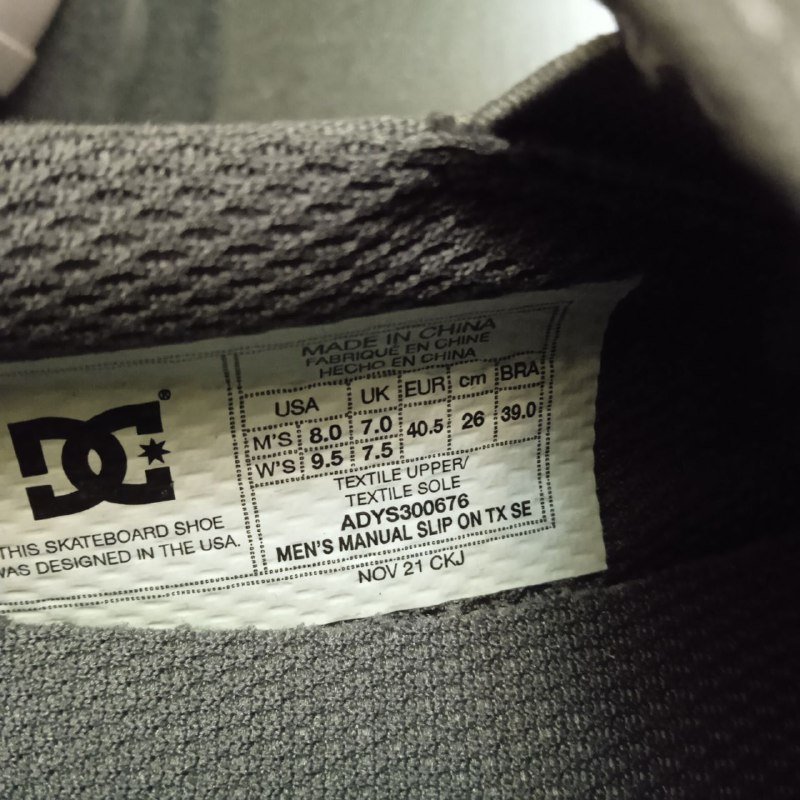 DC®
THIS SKATEBOARD SHOE
WAS DESIGNED IN THE USA.
MADE IN CHINA
FABRIQUÉ EN CHINE
HECHO EN CHINA
USA UK EUR cm BRA
M'S 8.0 7.0 40.5 26 39.0
W'S 9.5 7.5
TEXTILE UPPER/
TEXTILE SOLE
ADYS300676
MEN'S MANUAL SLIP ON TX SE
NOV 21 CKJ